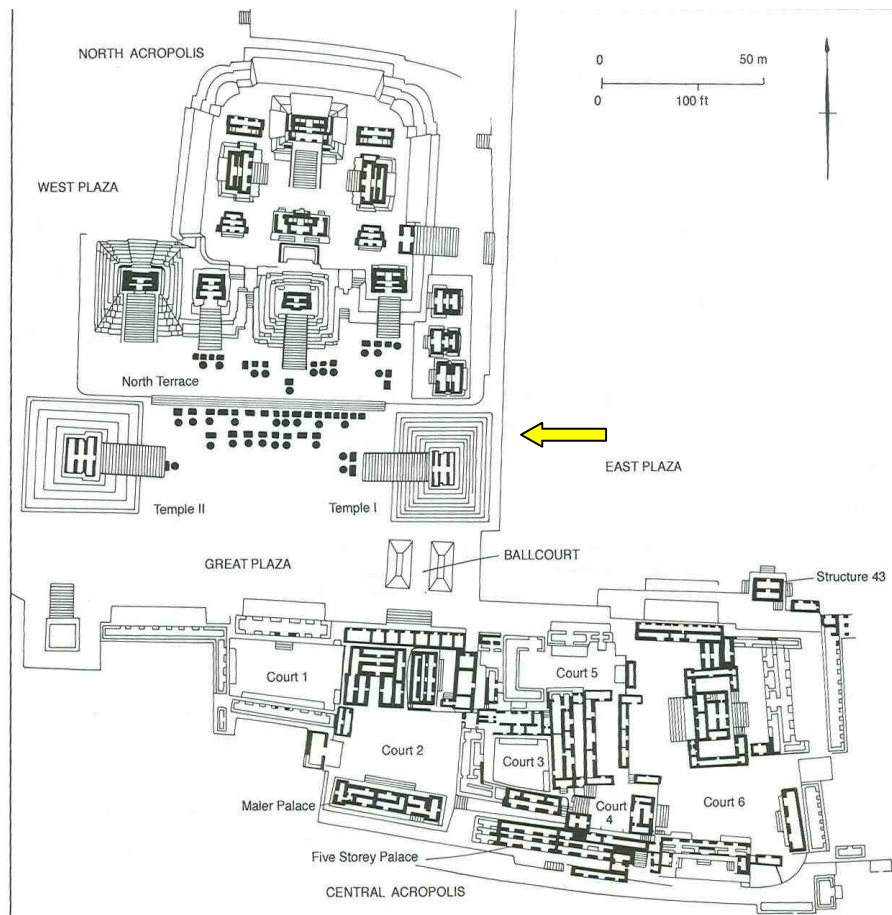 NORTH ACROPOLIS
0 50 m
0 100 ft
WEST PLAZA
North Terrace
EAST PLAZA
Temple II
Temple I
BALLCOURT
GREAT PLAZA
Structure 43
Court 1
Court 5
Court 2
Court 3
Maler Palace
Court
4
Court 6
Five Storey Palace
CENTRAL ACROPOLIS